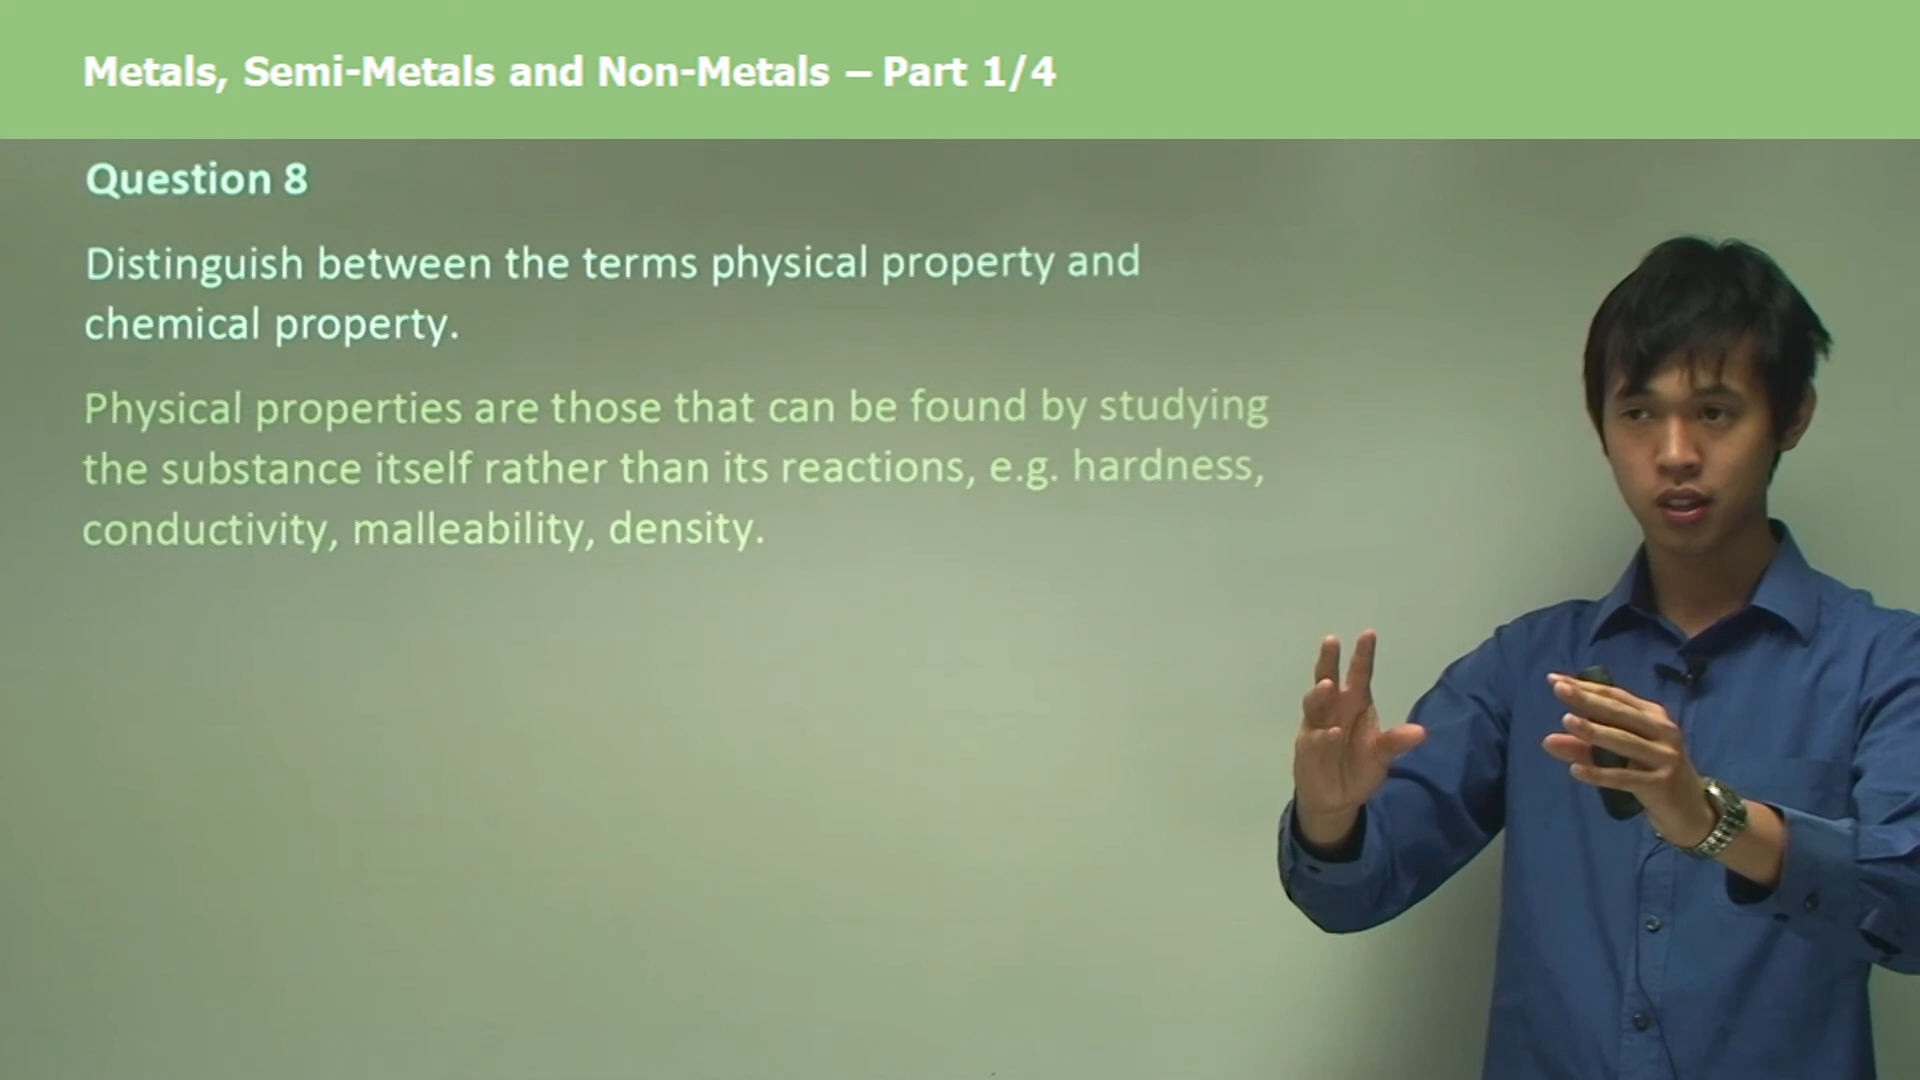 Metals, Semi-Metals and Non-Metals – Part 1/4
Question 8
Distinguish between the terms physical property and
chemical property.
Physical properties are those that can be found by studying
the substance itself rather than its reactions, e.g. hardness,
conductivity, malleability, density.